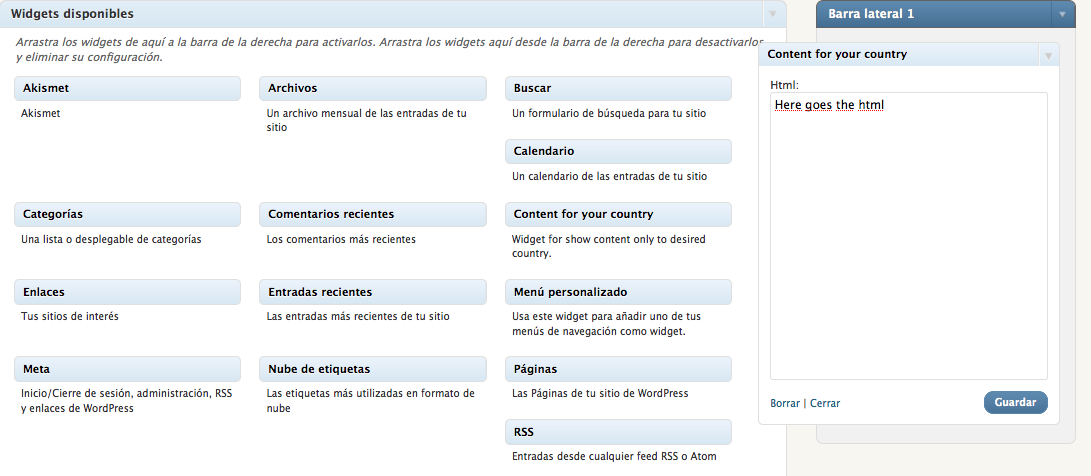 Widgets disponibles
Arrastra los widgets de aquí a la barra de la derecha para activarlos. Arrastra los widgets aquí desde la barra de la derecha para desactivarlos
y eliminar su configuración.
Akismet
Akismet
Archivos
Un archivo mensual de las entradas de tu
sitio
Buscar
Un formulario de búsqueda para tu sitio
Calendario
Un calendario de las entradas de tu sitio
Categorías
Una lista o desplegable de categorías
Comentarios recientes
Los comentarios más recientes
Content for your country
Widget for show content only to desired
country.
Enlaces
Tus sitios de interés
Entradas recientes
Las entradas más recientes de tu sitio
Menú personalizado
Usa este widget para añadir uno de tus
menús de navegación como widget.
Meta
Inicio/Cierre de sesión, administración, RSS
y enlaces de WordPress
Nube de etiquetas
Las etiquetas más utilizadas en formato de
nube
Páginas
Las Páginas de tu sitio de WordPress
RSS
Entradas desde cualquier feed RSS o Atom
Barra lateral 1
Content for your country
Html:
Here goes the html
Borrar | Cerrar
Guardar